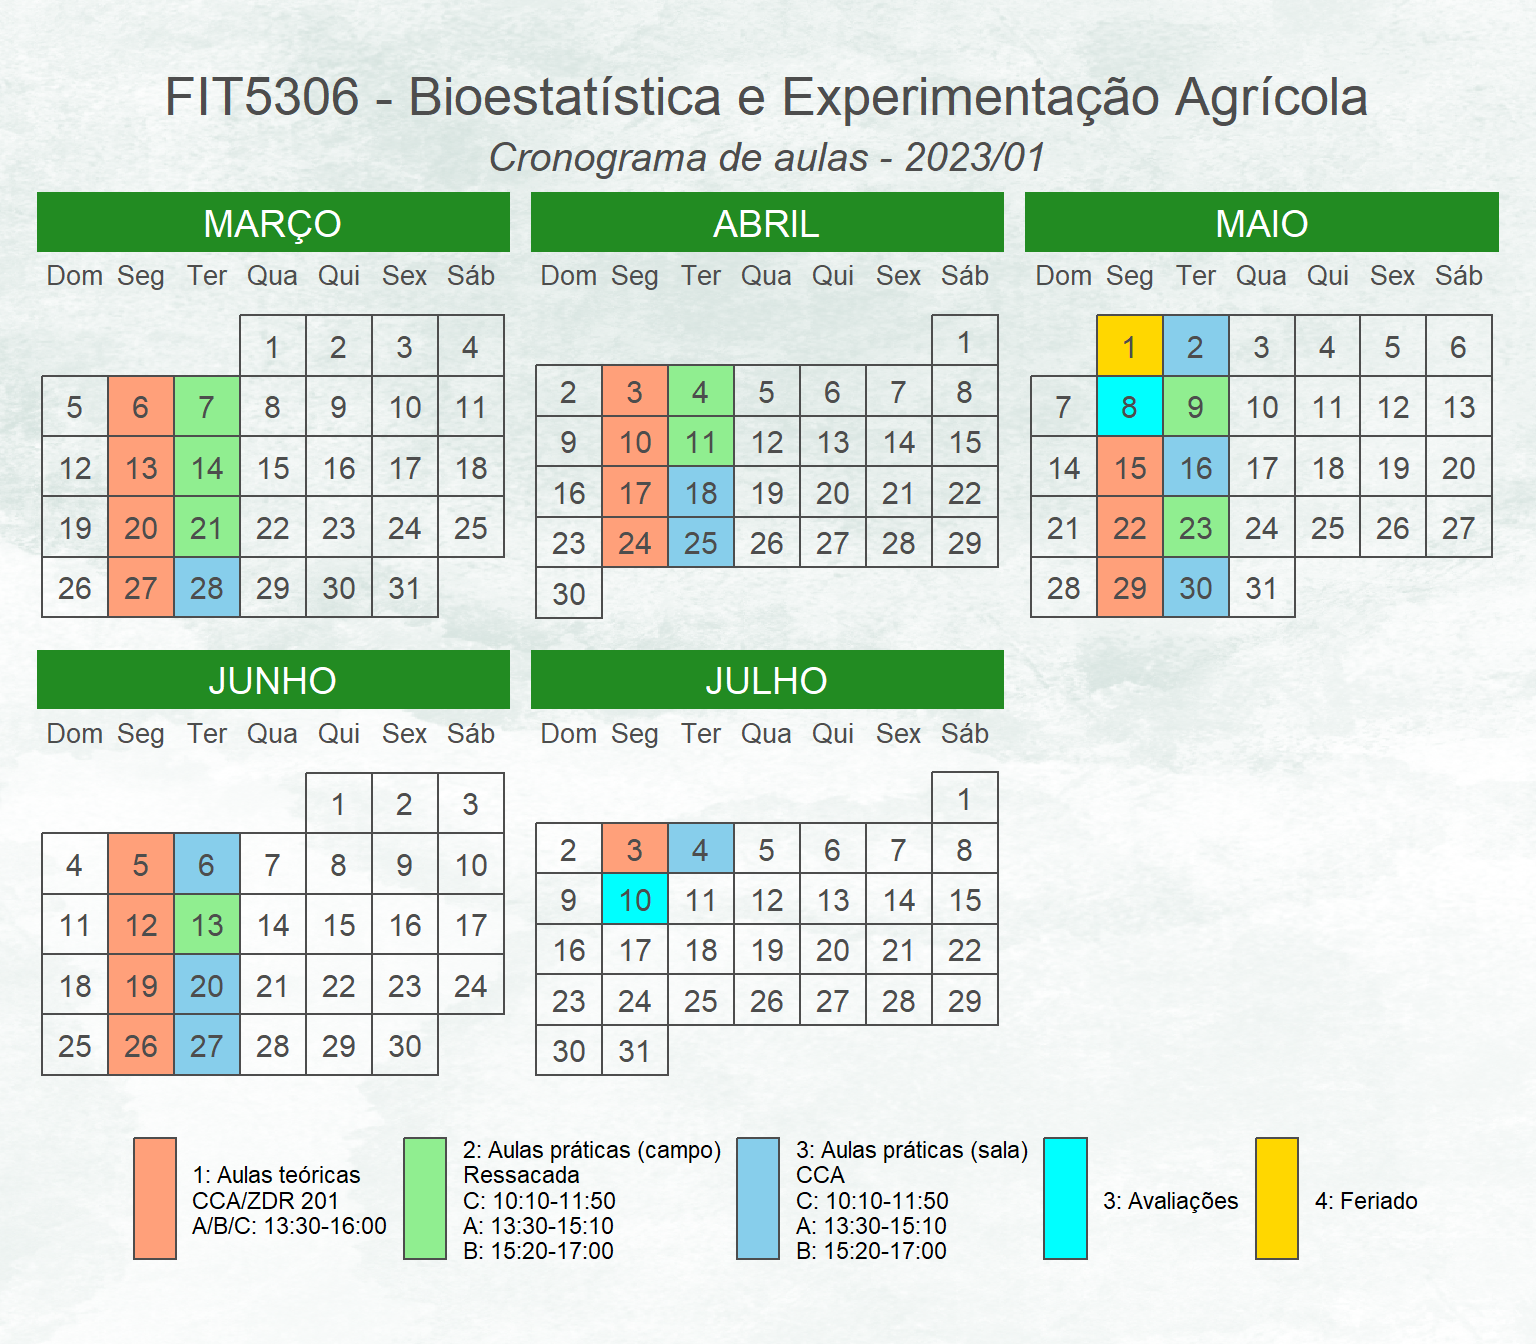 FIT5306 - Bioestatística e Experimentação Agrícola
Cronograma de aulas - 2023/01
MARÇO
Dom Seg Ter Qua Qui Sex Sáb
1 2 3 4
5 6 7 8 9 10 11
12 13 14 15 16 17 18
19 20 21 22 23 24 25
26 27 28 29 30 31
ABRIL
Dom Seg Ter Qua Qui Sex Sáb
1
2 3 4 5 6 7 8
9 10 11 12 13 14 15
16 17 18 19 20 21 22
23 24 25 26 27 28 29
30
MAIO
Dom Seg Ter Qua Qui Sex Sáb
1 2 3 4 5 6
7 8 9 10 11 12 13
14 15 16 17 18 19 20
21 22 23 24 25 26 27
28 29 30 31
JUNHO
Dom Seg Ter Qua Qui Sex Sáb
1 2 3
4 5 6 7 8 9 10
11 12 13 14 15 16 17
18 19 20 21 22 23 24
25 26 27 28 29 30
JULHO
Dom Seg Ter Qua Qui Sex Sáb
1
2 3 4 5 6 7 8
9 10 11 12 13 14 15
16 17 18 19 20 21 22
23 24 25 26 27 28 29
30 31
1: Aulas teóricas
CCA/ZDR 201
A/B/C: 13:30-16:00
2: Aulas práticas (campo)
Ressacada
C: 10:10-11:50
A: 13:30-15:10
B: 15:20-17:00
3: Aulas práticas (sala)
CCA
C: 10:10-11:50
A: 13:30-15:10
B: 15:20-17:00
3: Avaliações
4: Feriado